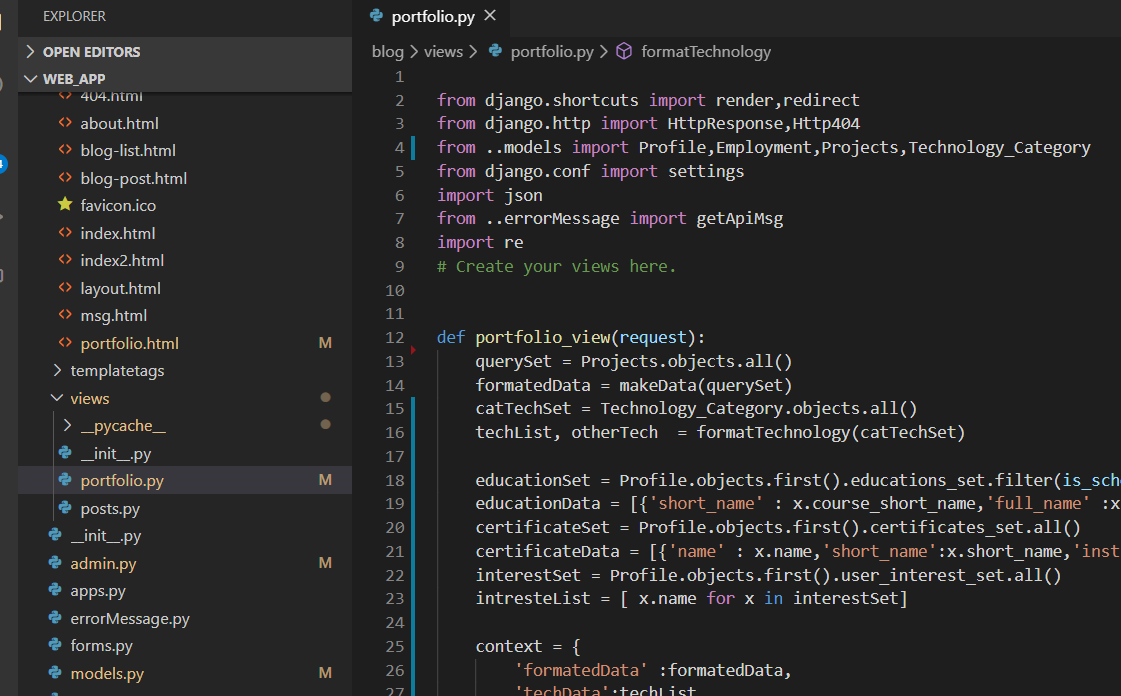 EXPLORER
OPEN EDITORS
WEB_APP
404.html
about.html
blog-list.html
blog-post.html
favicon.ico
index.html
index2.html
layout.html
msg.html
portfolio.html M
templatetags
views
__pycache__
__init__.py
portfolio.py M
posts.py
__init__.py
admin.py M
apps.py
errorMessage.py
forms.py
models.py M
portfolio.py
blog > views > portfolio.py > formatTechnology
1
2 from django.shortcuts import render,redirect
3 from django.http import HttpResponse,Http404
4 from ..models import Profile,Employment,Projects,Technology_Category
5 from django.conf import settings
6 import json
7 from ..errorMessage import getApiMsg
8 import re
9 # Create your views here.
10
11
12 def portfolio_view(request):
13 querySet = Projects.objects.all()
14 formatedData = makeData(querySet)
15 catTechSet = Technology_Category.objects.all()
16 techList, otherTech  = formatTechnology(catTechSet)
17
18 educationSet = Profile.objects.first().educations_set.filter(is_sch
19 educationData = [{'short_name' : x.course_short_name,'full_name' :x
20 certificateSet = Profile.objects.first().certificates_set.all()
21 certificateData = [{'name' : x.name,'short_name':x.short_name,'inst
22 interestSet = Profile.objects.first().user_interest_set.all()
23 intresteList = [ x.name for x in interestSet]
24
25 context = {
26 'formatedData' :formatedData,
27 'techData':techList